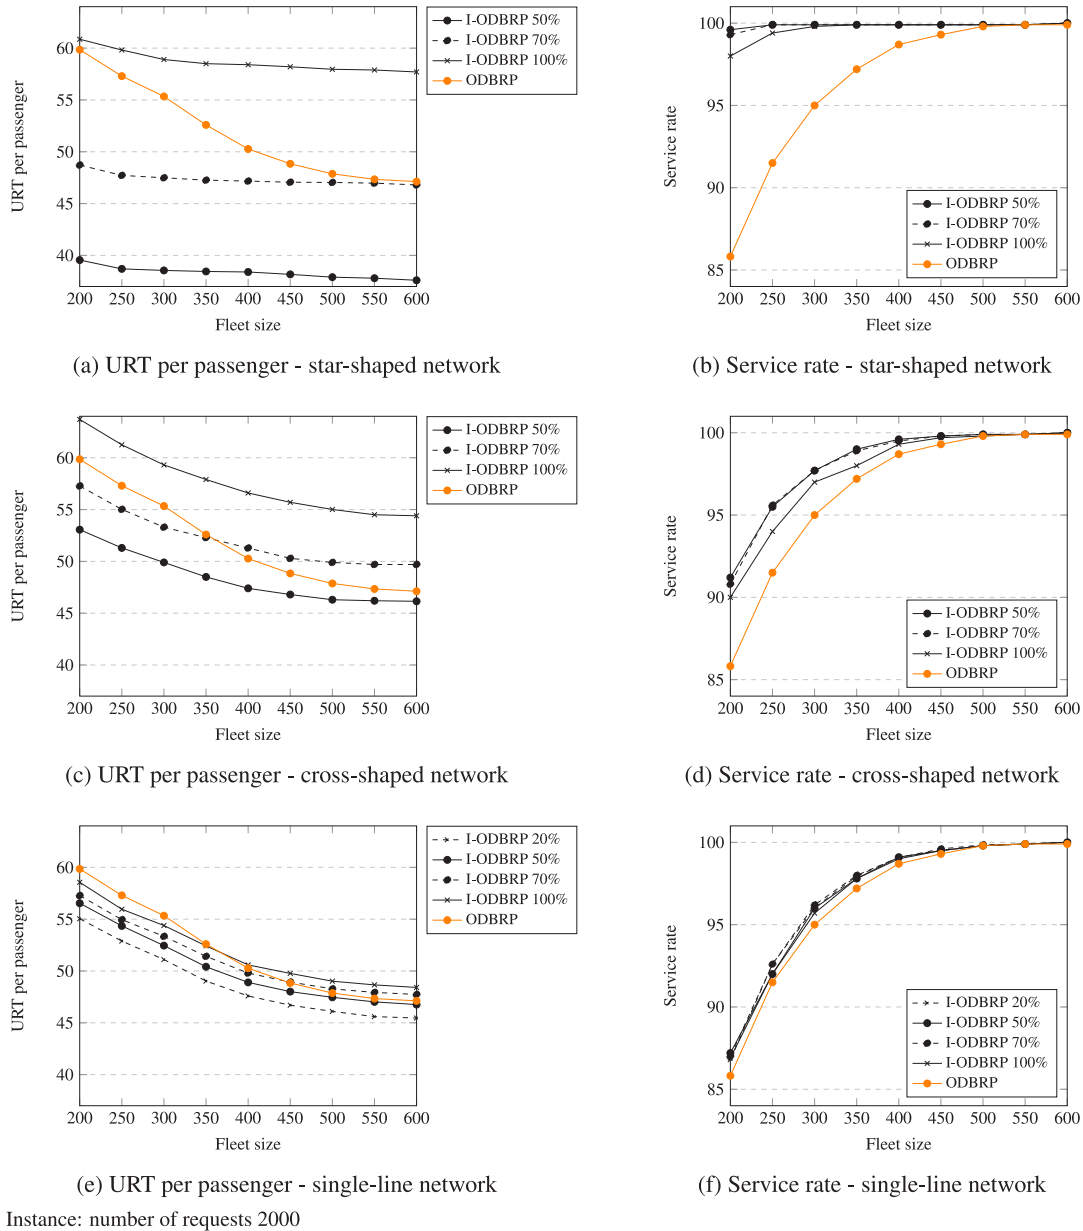 I-ODBRP 50%
I-ODBRP 70%
I-ODBRP 100%
ODBRP
URT per passenger
60
55
50
45
40
200 250 300 350 400 450 500 550 600
Fleet size
(a) URT per passenger - star-shaped network
Service rate
100
95
90
85
I-ODBRP 50%
I-ODBRP 70%
I-ODBRP 100%
ODBRP
200 250 300 350 400 450 500 550 600
Fleet size
(b) Service rate - star-shaped network
I-ODBRP 50%
I-ODBRP 70%
I-ODBRP 100%
ODBRP
URT per passenger
60
55
50
45
40
200 250 300 350 400 450 500 550 600
Fleet size
(c) URT per passenger - cross-shaped network
Service rate
100
95
90
85
I-ODBRP 50%
I-ODBRP 70%
I-ODBRP 100%
ODBRP
200 250 300 350 400 450 500 550 600
Fleet size
(d) Service rate - cross-shaped network
I-ODBRP 20%
I-ODBRP 50%
I-ODBRP 70%
I-ODBRP 100%
ODBRP
URT per passenger
60
55
50
45
40
200 250 300 350 400 450 500 550 600
Fleet size
(e) URT per passenger - single-line network
Service rate
100
95
90
85
I-ODBRP 20%
I-ODBRP 50%
I-ODBRP 70%
I-ODBRP 100%
ODBRP
200 250 300 350 400 450 500 550 600
Fleet size
(f) Service rate - single-line network
Instance: number of requests 2000